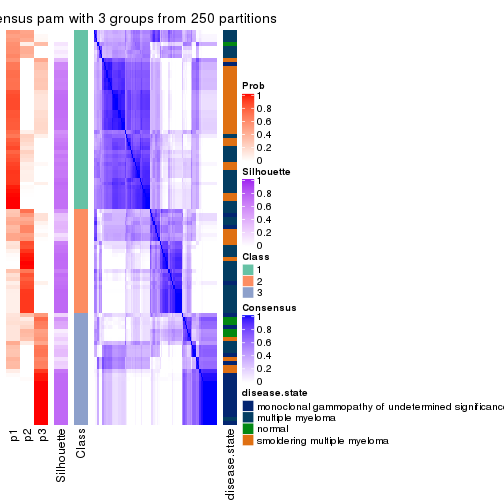 ensus pam with 3 groups from 250 partitions
Prob
1
0.8
0.6
0.4
0.2
0
Silhouette
1
0.8
0.6
0.4
0.2
0
Class
1
2
3
Consensus
1
0.8
0.6
0.4
0.2
0
disease.state
monoclonal gammopathy of undetermined significance
multiple myeloma
normal
smoldering multiple myeloma
p1
p2
p3
Silhouette
Class
disease.state